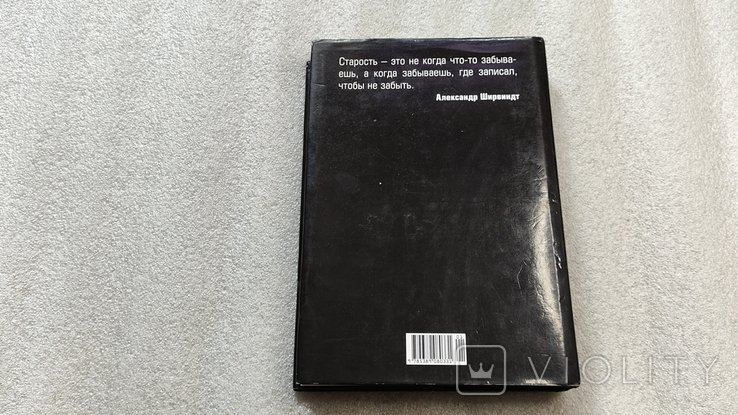 Старость – это не когда что-то забыва-
ешь, а когда забываешь, где записал,
чтобы не забыть.
Александр Ширвиндт
VIOLITY